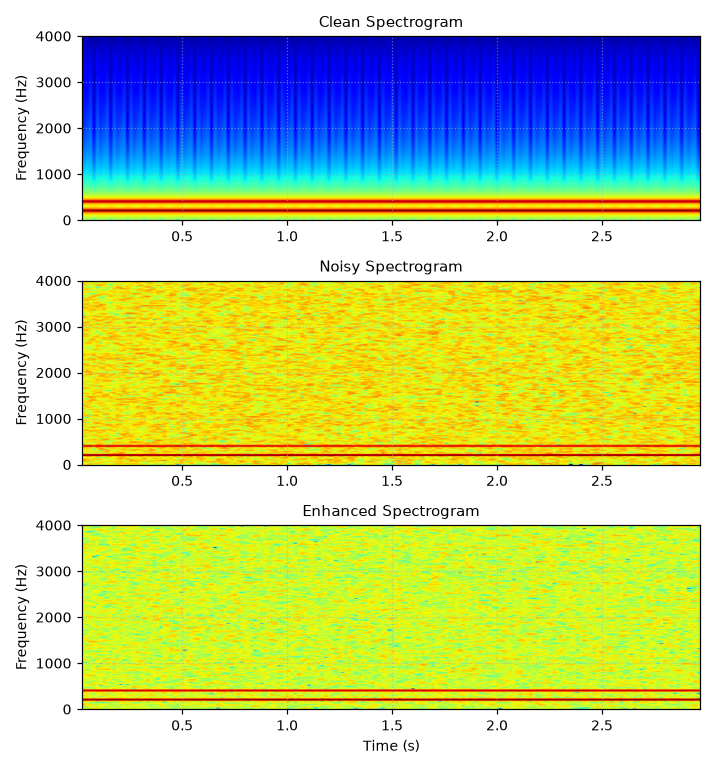 Clean Spectrogram
Frequency (Hz)
4000
3000
2000
1000
0
0.5 1.0 1.5 2.0 2.5
Noisy Spectrogram
Frequency (Hz)
4000
3000
2000
1000
0
0.5 1.0 1.5 2.0 2.5
Enhanced Spectrogram
Frequency (Hz)
4000
3000
2000
1000
0
0.5 1.0 1.5 2.0 2.5
Time (s)